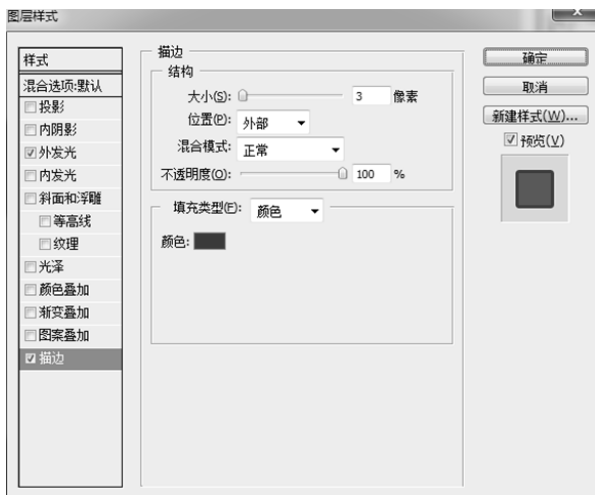 图层样式
样式
混合选项:默认
投影
内阴影
外发光
内发光
斜面和浮雕
等高线
纹理
光泽
颜色叠加
渐变叠加
图案叠加
描边
描边
结构
大小(S): 3 像素
位置(P): 外部
混合模式: 正常
不透明度(O): 100 %
填充类型(F): 颜色
颜色:
确定
取消
新建样式(W)...
预览(V)